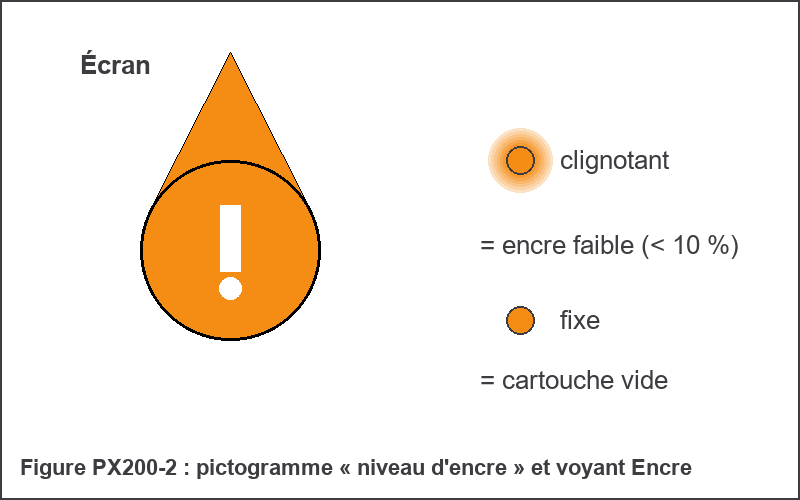 Écran
!
clignotant
= encre faible (< 10 %)
fixe
= cartouche vide
Figure PX200-2 : pictogramme « niveau d'encre » et voyant Encre